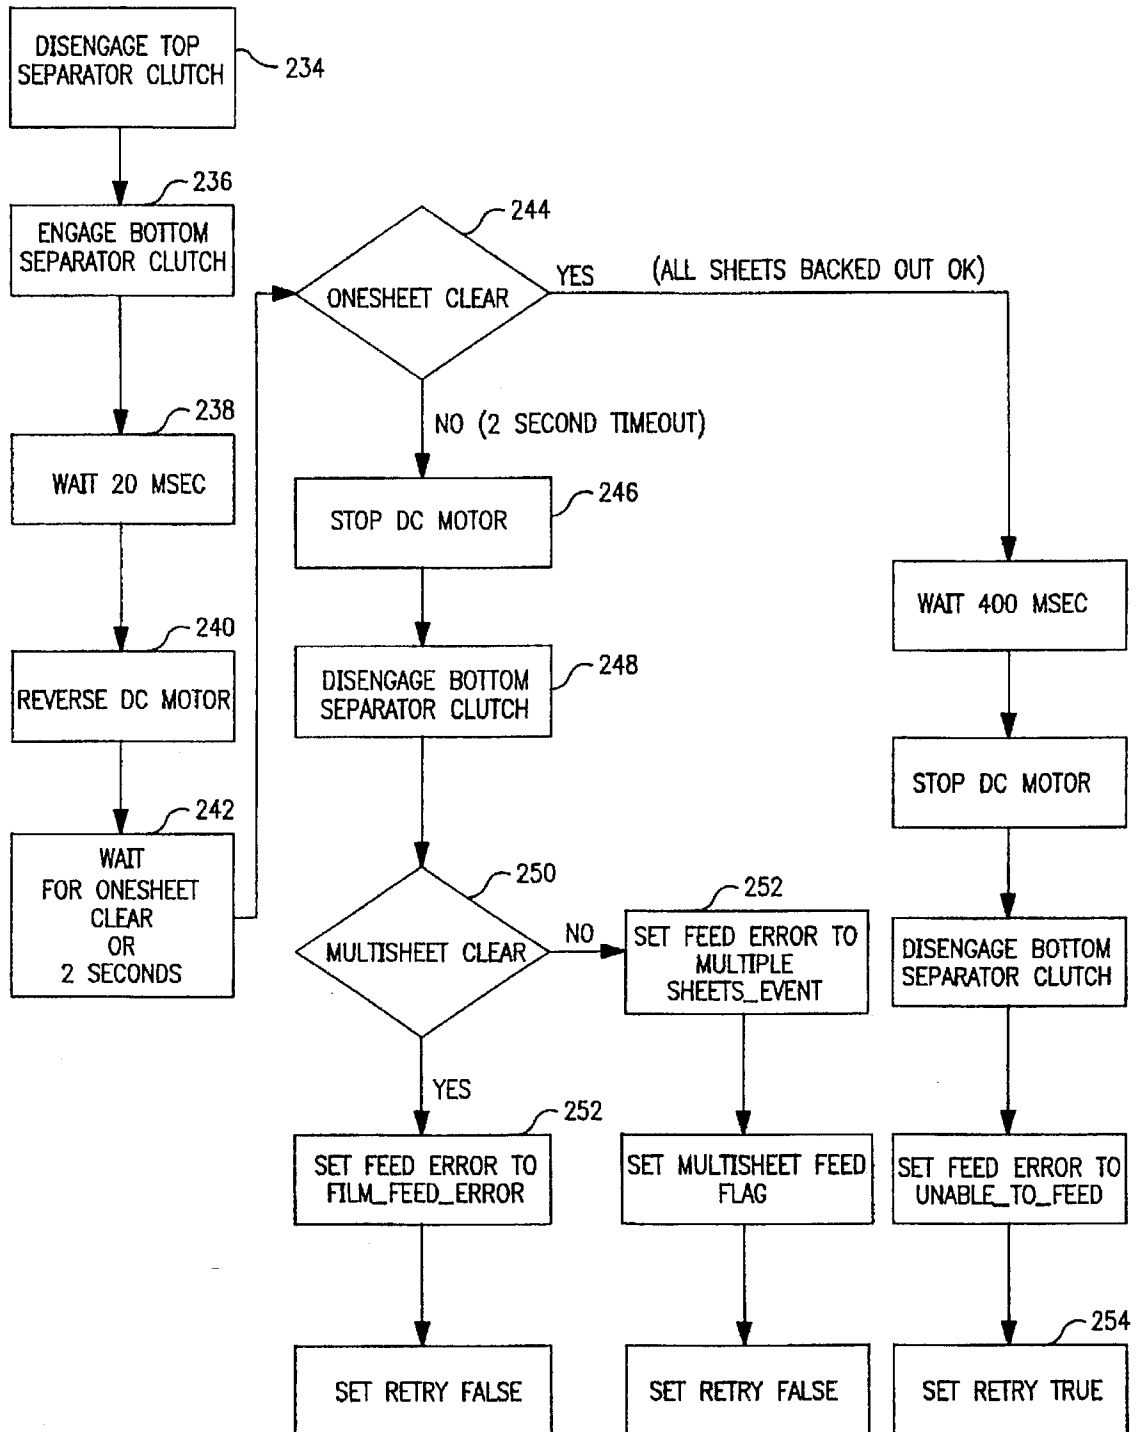 DISENGAGE TOP
SEPARATOR CLUTCH
234
236
ENGAGE BOTTOM
SEPARATOR CLUTCH
238
WAIT 20 MSEC
240
REVERSE DC MOTOR
242
WAIT
FOR ONESHEET
CLEAR
OR
2 SECONDS
244
ONESHEET CLEAR
YES (ALL SHEETS BACKED OUT OK)
NO (2 SECOND TIMEOUT)
246
STOP DC MOTOR
248
DISENGAGE BOTTOM
SEPARATOR CLUTCH
250
MULTISHEET CLEAR
NO
YES
252
SET FEED ERROR TO
FILM_FEED_ERROR
SET RETRY FALSE
252
SET FEED ERROR TO
MULTIPLE
SHEETS_EVENT
SET MULTISHEET FEED
FLAG
SET RETRY FALSE
WAIT 400 MSEC
STOP DC MOTOR
DISENGAGE BOTTOM
SEPARATOR CLUTCH
SET FEED ERROR TO
UNABLE_TO_FEED
254
SET RETRY TRUE